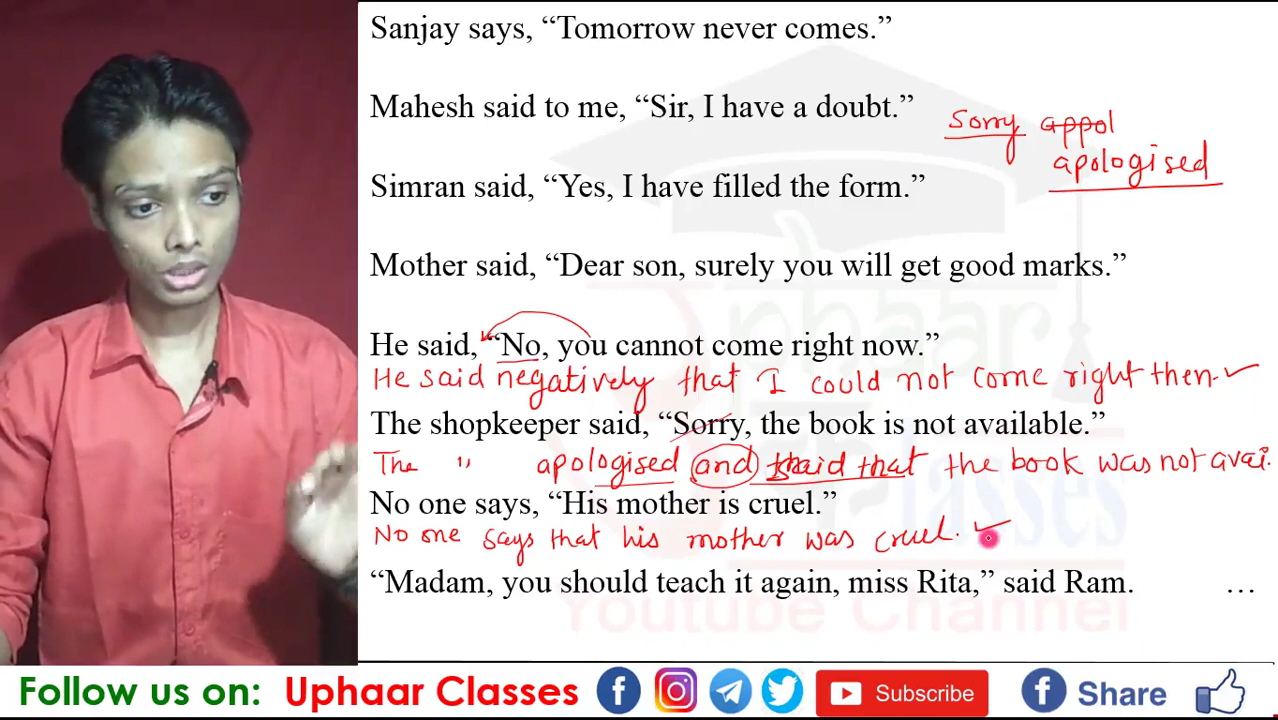 Sanjay says, “Tomorrow never comes.”
Mahesh said to me, “Sir, I have a doubt.”
Sorry appol
apologised
Simran said, “Yes, I have filled the form.”
Mother said, “Dear son, surely you will get good marks.”
He said, “No, you cannot come right now.”
He said negatively that I could not come right then.
The shopkeeper said, “Sorry, the book is not available.”
The " apologised and said that the book was not avai.
No one says, “His mother is cruel.”
No one says that his mother was cruel.
“Madam, you should teach it again, miss Rita,” said Ram. ...
Youtube Channel
Follow us on: Uphaar Classes Subscribe Share